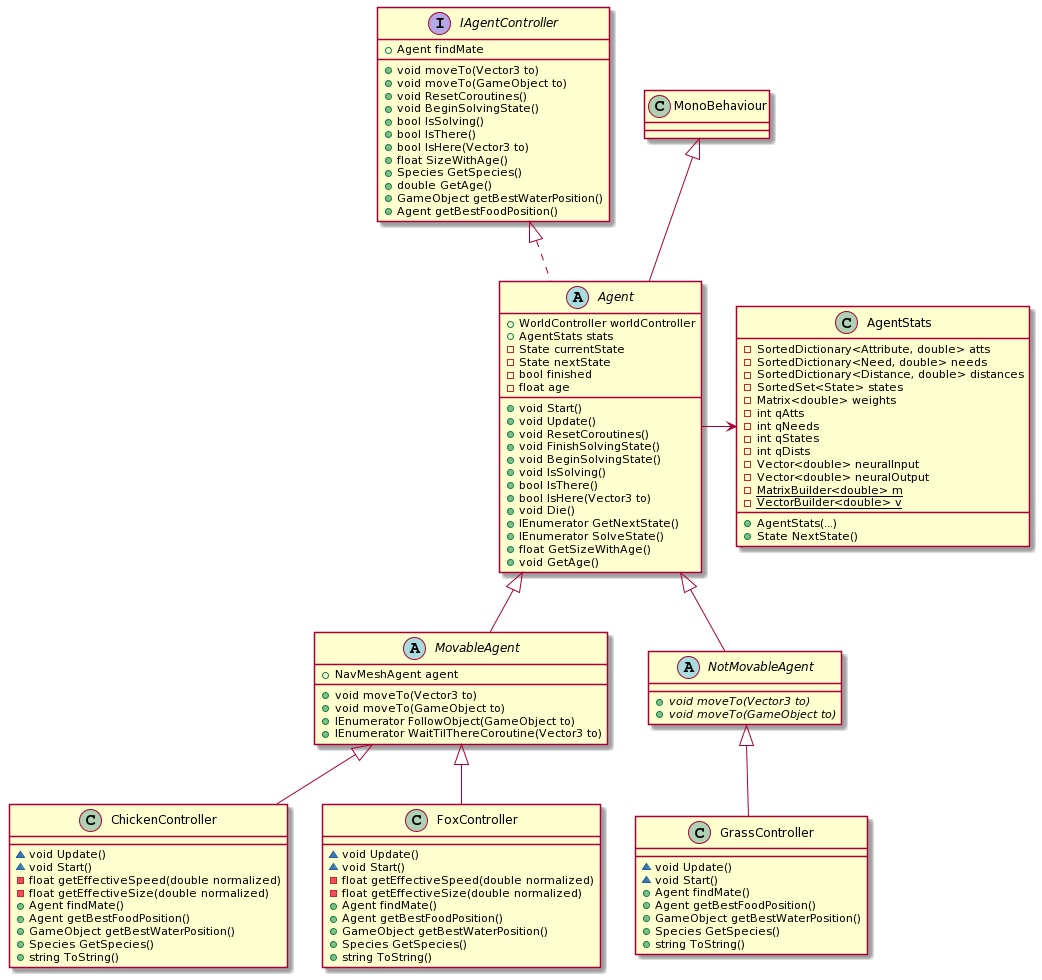 I IAgentController
Agent findMate
void moveTo(Vector3 to)
void moveTo(GameObject to)
void ResetCoroutines()
void BeginSolvingState()
bool IsSolving()
bool IsThere()
bool IsHere(Vector3 to)
float SizeWithAge()
Species GetSpecies()
double GetAge()
GameObject getBestWaterPosition()
Agent getBestFoodPosition()
C MonoBehaviour
A Agent
WorldController worldController
AgentStats stats
State currentState
State nextState
bool finished
float age
void Start()
void Update()
void ResetCoroutines()
void FinishSolvingState()
void BeginSolvingState()
void IsSolving()
bool IsThere()
bool IsHere(Vector3 to)
void Die()
IEnumerator GetNextState()
IEnumerator SolveState()
float GetSizeWithAge()
void GetAge()
C AgentStats
SortedDictionary<Attribute, double> atts
SortedDictionary<Need, double> needs
SortedDictionary<Distance, double> distances
SortedSet<State> states
Matrix<double> weights
int qAtts
int qNeeds
int qStates
int qDists
Vector<double> neuralInput
Vector<double> neuralOutput
MatrixBuilder<double> m
VectorBuilder<double> v
AgentStats(...)
State NextState()
A MovableAgent
NavMeshAgent agent
void moveTo(Vector3 to)
void moveTo(GameObject to)
IEnumerator FollowObject(GameObject to)
IEnumerator WaitTilThereCoroutine(Vector3 to)
A NotMovableAgent
void moveTo(Vector3 to)
void moveTo(GameObject to)
C ChickenController
void Update()
void Start()
float getEffectiveSpeed(double normalized)
float getEffectiveSize(double normalized)
Agent findMate()
Agent getBestFoodPosition()
GameObject getBestWaterPosition()
Species GetSpecies()
string ToString()
C FoxController
void Update()
void Start()
float getEffectiveSpeed(double normalized)
float getEffectiveSize(double normalized)
Agent findMate()
Agent getBestFoodPosition()
GameObject getBestWaterPosition()
Species GetSpecies()
string ToString()
C GrassController
void Update()
void Start()
Agent findMate()
Agent getBestFoodPosition()
GameObject getBestWaterPosition()
Species GetSpecies()
string ToString()